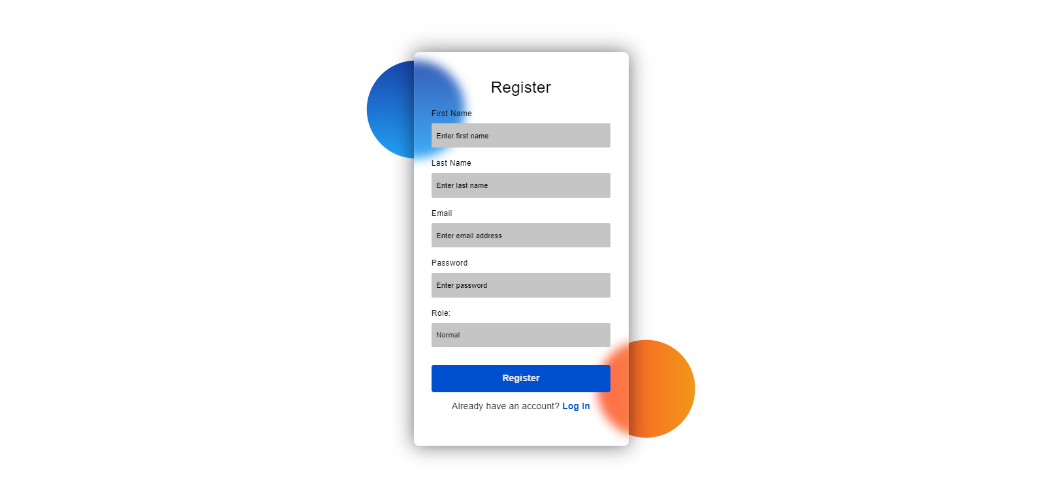 Register
First Name
Enter first name
Last Name
Enter last name
Email
Enter email address
Password
Enter password
Role:
Normal
Register
Already have an account? Log In